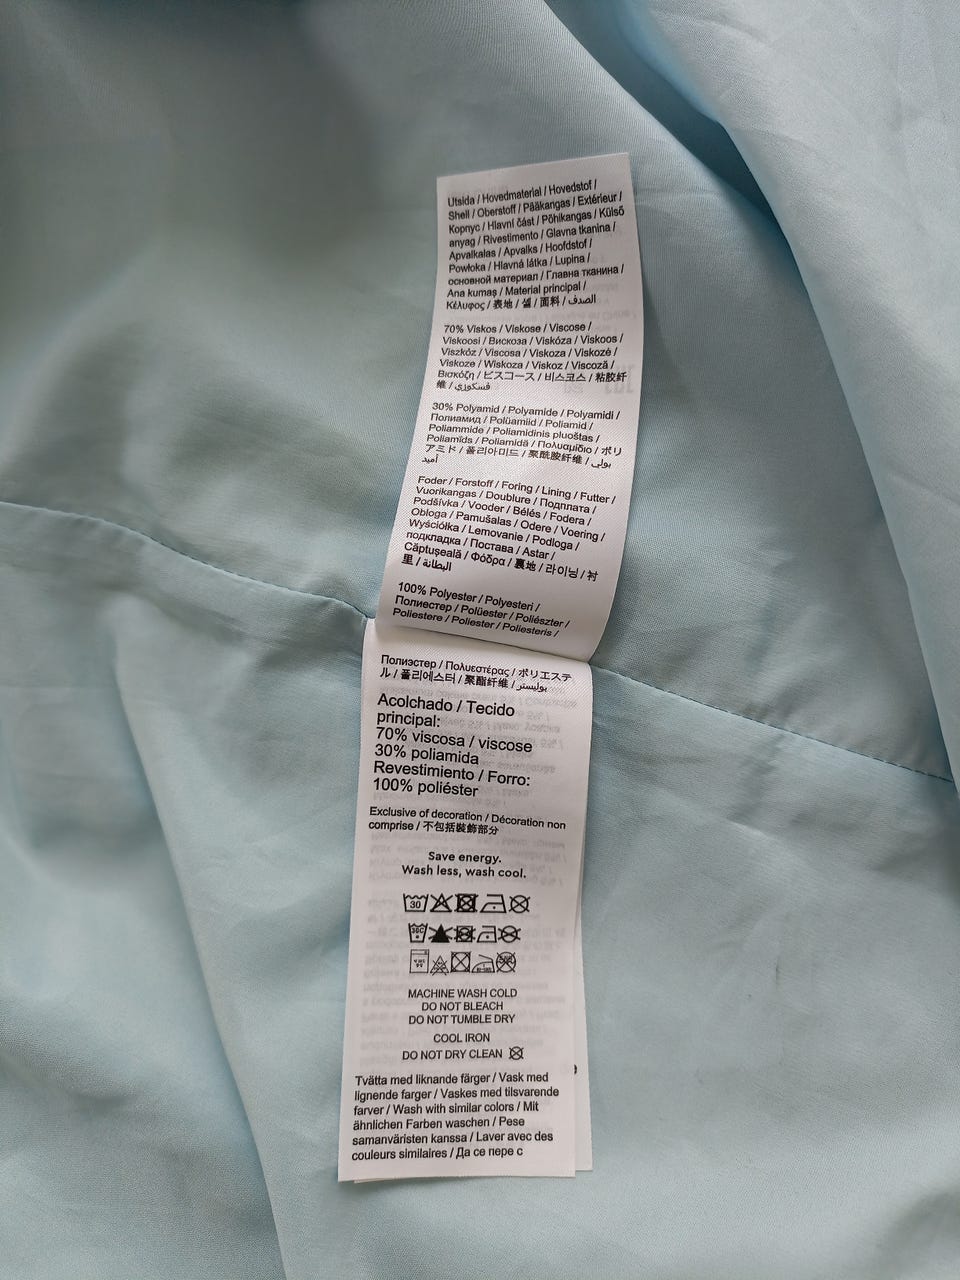 Utsida / Hovedmaterial / Hovedstof /
Shell / Oberstoff / Pääkangas / Extérieur /
Корпус / Hlavní část / Põhikangas / Külső
anyag / Rivestimento / Glavna tkanina /
Apvalkalas / Apvalks / Hoofdstof /
Powłoka / Hlavná látka / Lupina /
основной материал / Главна тканина /
Ana kumaş / Material principal /
Κέλυφος / 表地 / 셸 / 面料 / الصدف
70% Viskos / Viskose / Viscose /
Viskoosi / Вискоза / Viskóza / Viskoos /
Viszkóz / Viscosa / Viskoza / Viskozė /
Viskoze / Wiskoza / Viskoz / Viscoză /
Βισκόζη / ビスコース / 비스코스 / 粘胶纤
维 / فسكوزي
30% Polyamid / Polyamide / Polyamidi /
Полиамид / Polüamiid / Poliamid /
Poliammide / Poliamidinis pluoštas /
Poliamīds / Poliamidă / Πολυαμίδιο / ポリ
アミド / 폴리아미드 / 聚酰胺纤维 / بولي
أميد
Foder / Forstoff / Foring / Lining / Futter /
Vuorikangas / Doublure / Подплата /
Podšívka / Vooder / Bélés / Fodera /
Obloga / Pamušalas / Odere / Voering /
Wyściółka / Lemovanie / Podloga /
подкладка / Постава / Astar /
Căptușeală / Φόδρα / 裏地 / 라이닝 / 衬
里 / البطانة
100% Polyester / Polyesteri /
Полиестер / Polüester / Poliészter /
Poliestere / Poliester / Poliesteris /
Полиэстер / Πολυεστέρας / ポリエステ
ル / 폴리에스터 / 聚酯纤维 / بوليستر
Acolchado / Tecido
principal:
70% viscosa / viscose
30% poliamida
Revestimiento / Forro:
100% poliéster
Exclusive of decoration / Décoration non
comprise / 不包括裝飾部分
Save energy.
Wash less, wash cool.
30
30C
MACHINE WASH COLD
DO NOT BLEACH
DO NOT TUMBLE DRY
COOL IRON
DO NOT DRY CLEAN
Tvätta med liknande färger / Vask med
lignende farger / Vaskes med tilsvarende
farver / Wash with similar colors / Mit
ähnlichen Farben waschen / Pese
samanväristen kanssa / Laver avec des
couleurs similaires / Да се пере с